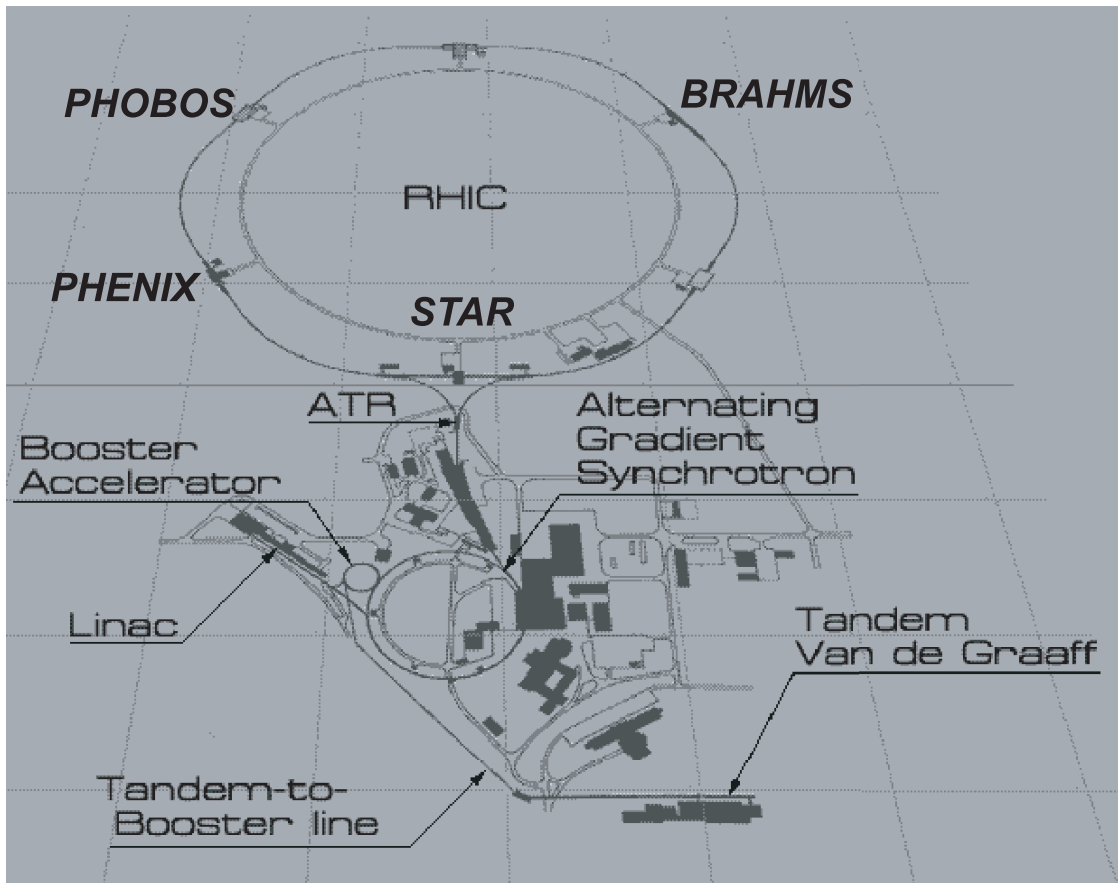 PHOBOS
BRAHMS
RHIC
PHENIX
STAR
ATR
Alternating
Gradient
Synchrotron
Booster
Accelerator
Linac
Tandem
Van de Graaff
Tandem-to-
Booster line